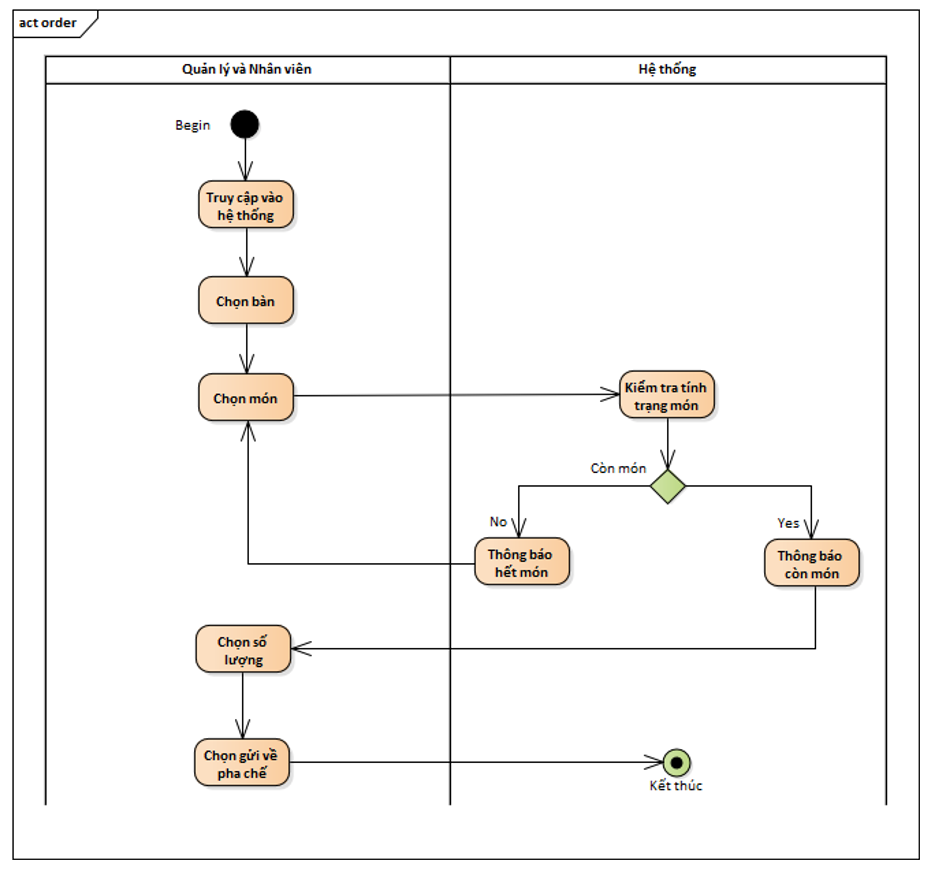 act order
Quản lý và Nhân viên
Hệ thống
Begin
Truy cập vào
hệ thống
Chọn bàn
Chọn món
Kiểm tra tính
trạng món
Còn món
No
Yes
Thông báo
hết món
Thông báo
còn món
Chọn số
lượng
Chọn gửi về
pha chế
Kết thúc